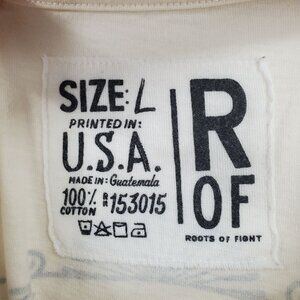 SIZE: L
PRINTED IN:
U.S.A.
MADE IN: Guatemala
100% COTTON RN 153015
R
OF
ROOTS OF FIGHT